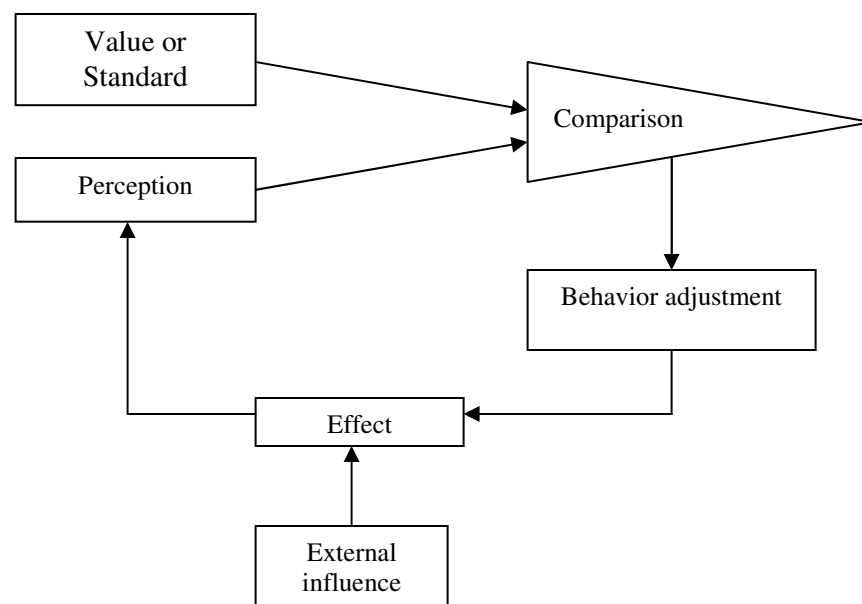 Value or
Standard
Comparison
Perception
Behavior adjustment
Effect
External
influence